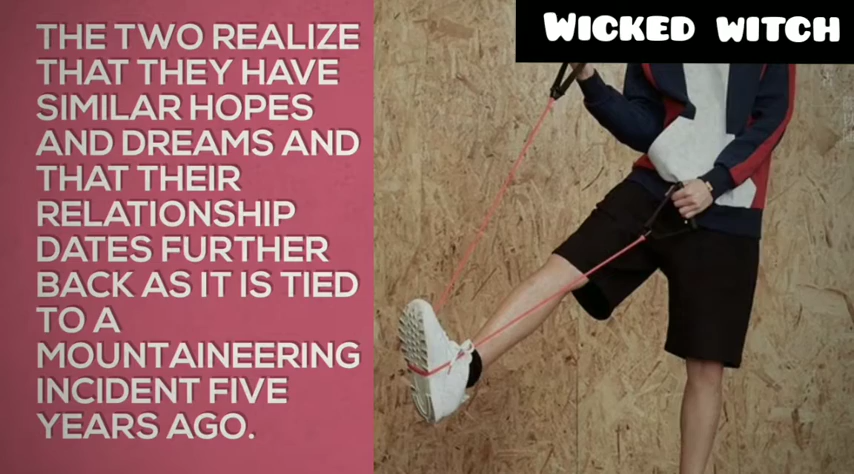 THE TWO REALIZE
THAT THEY HAVE
SIMILAR HOPES
AND DREAMS AND
THAT THEIR
RELATIONSHIP
DATES FURTHER
BACK AS IT IS TIED
TO A
MOUNTAINEERING
INCIDENT FIVE
YEARS AGO.
WICKED WITCH